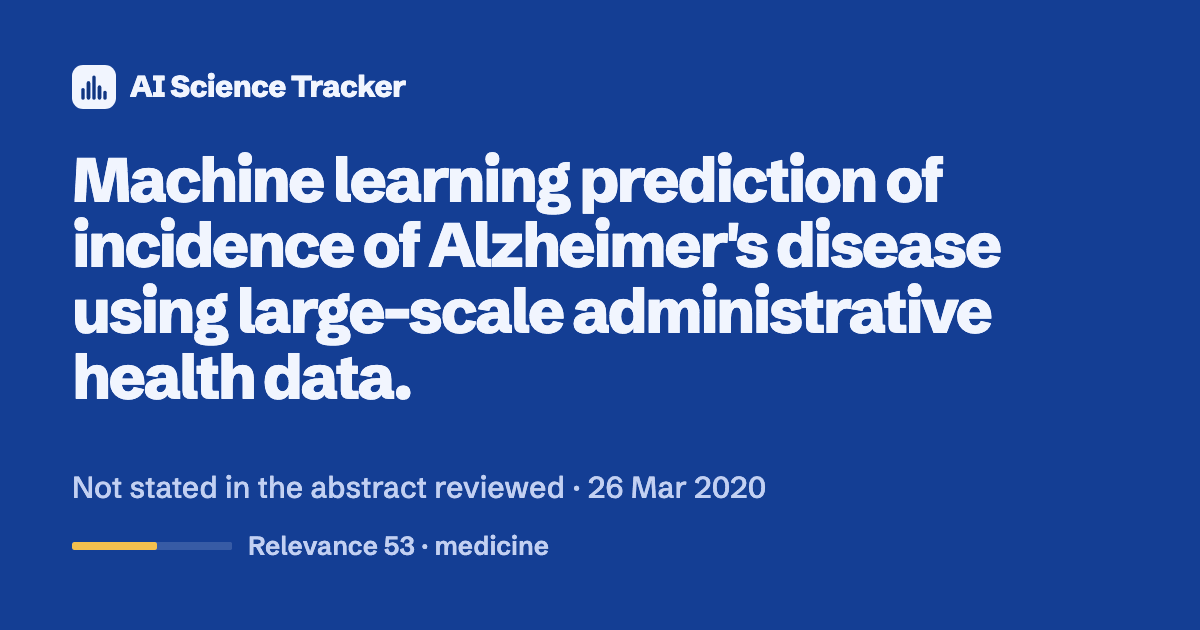 AI Science Tracker
Machine learning prediction of
incidence of Alzheimer's disease
using large-scale administrative
health data.
Not stated in the abstract reviewed · 26 Mar 2020
Relevance 53 · medicine